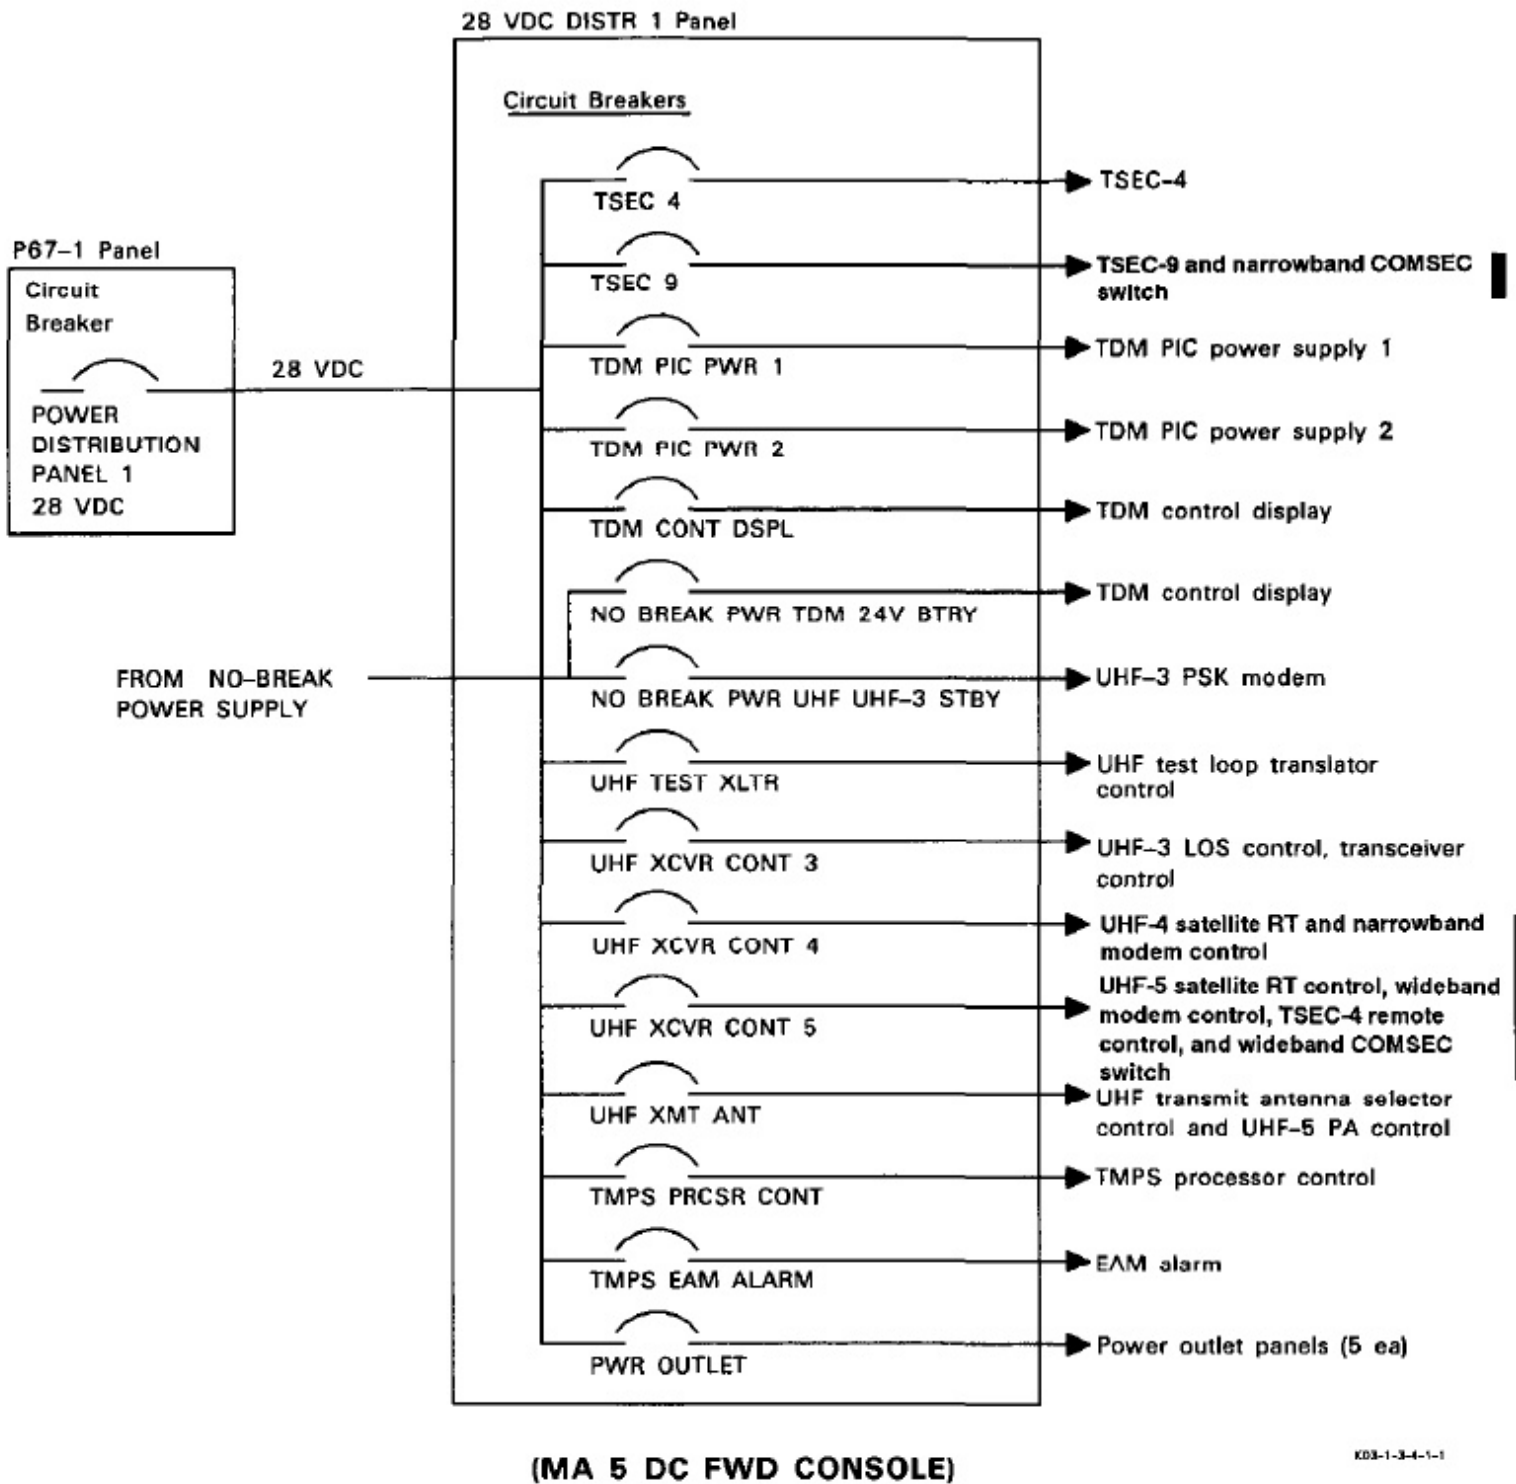 28 VDC DISTR 1 Panel
Circuit Breakers
TSEC 4
TSEC-4
P67-1 Panel
Circuit
Breaker
POWER
DISTRIBUTION
PANEL 1
28 VDC
28 VDC
TSEC 9
TSEC-9 and narrowband COMSEC
switch
TDM PIC PWR 1
TDM PIC power supply 1
TDM PIC PWR 2
TDM PIC power supply 2
TDM CONT DSPL
TDM control display
NO BREAK PWR TDM 24V BTRY
TDM control display
FROM NO-BREAK
POWER SUPPLY
NO BREAK PWR UHF UHF-3 STBY
UHF-3 PSK modem
UHF TEST XLTR
UHF test loop translator
control
UHF XCVR CONT 3
UHF-3 LOS control, transceiver
control
UHF XCVR CONT 4
UHF-4 satellite RT and narrowband
modem control
UHF XCVR CONT 5
UHF-5 satellite RT control, wideband
modem control, TSEC-4 remote
control, and wideband COMSEC
switch
UHF XMT ANT
UHF transmit antenna selector
control and UHF-5 PA control
TMPS PRCSR CONT
TMPS processor control
TMPS EAM ALARM
EAM alarm
PWR OUTLET
Power outlet panels (5 ea)
(MA 5 DC FWD CONSOLE)
KD3-1-3-4-1-1